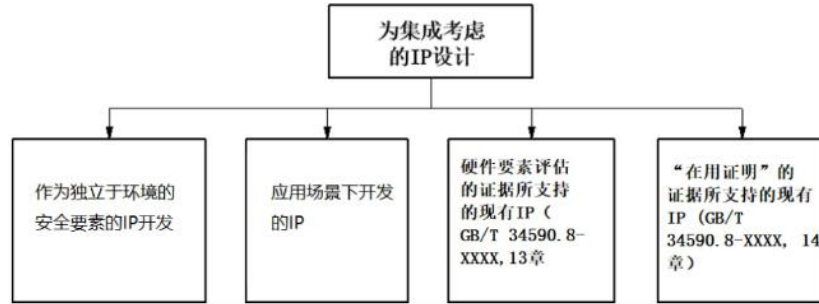 为集成考虑
的IP设计
作为独立于环境的
安全要素的IP开发
应用场景下开发
的IP
硬件要素评估
的证据所支持
的现有IP（
GB/T 34590.8-
XXXX,13章
“在用证明”的
证据所支持的现有
IP (GB/T
34590.8-XXXX, 14
章）